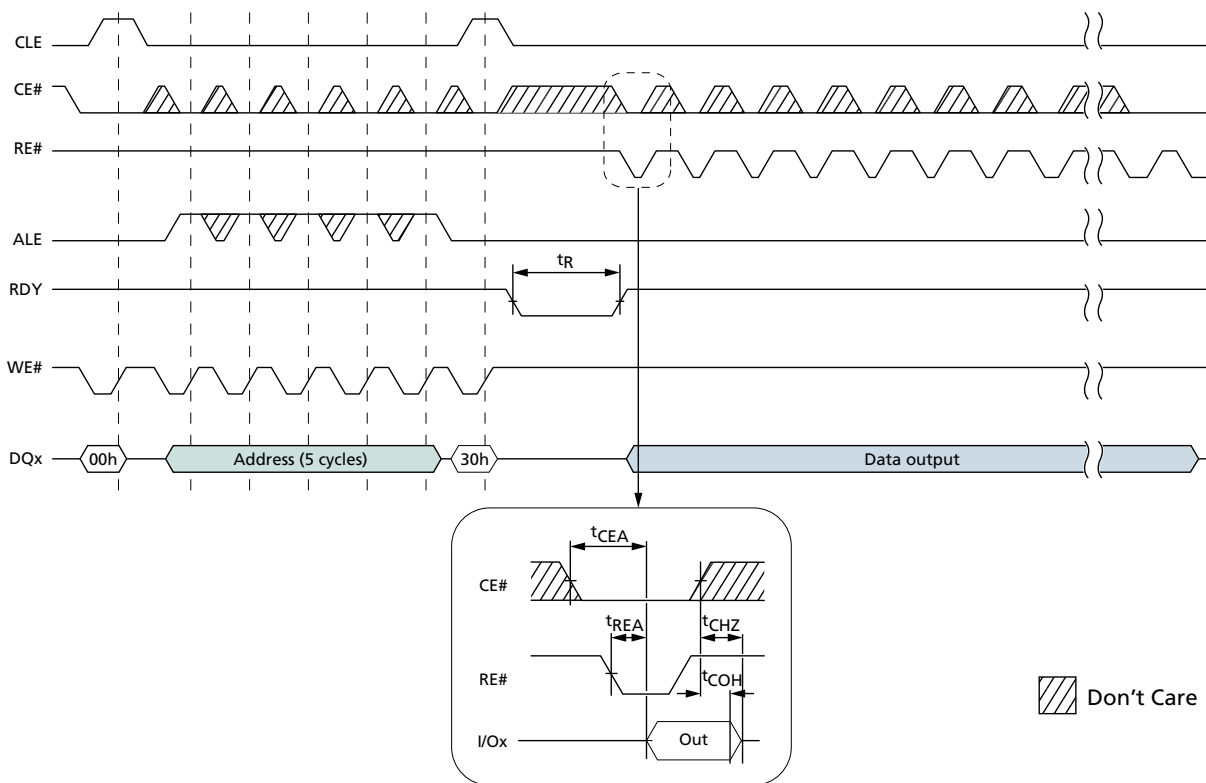 CLE
CE#
RE#
ALE
tR
RDY
WE#
DQx
00h
Address (5 cycles)
30h
Data output
tCEA
CE#
tREA
tCHZ
RE#
tCOH
I/Ox
Out
Don't Care